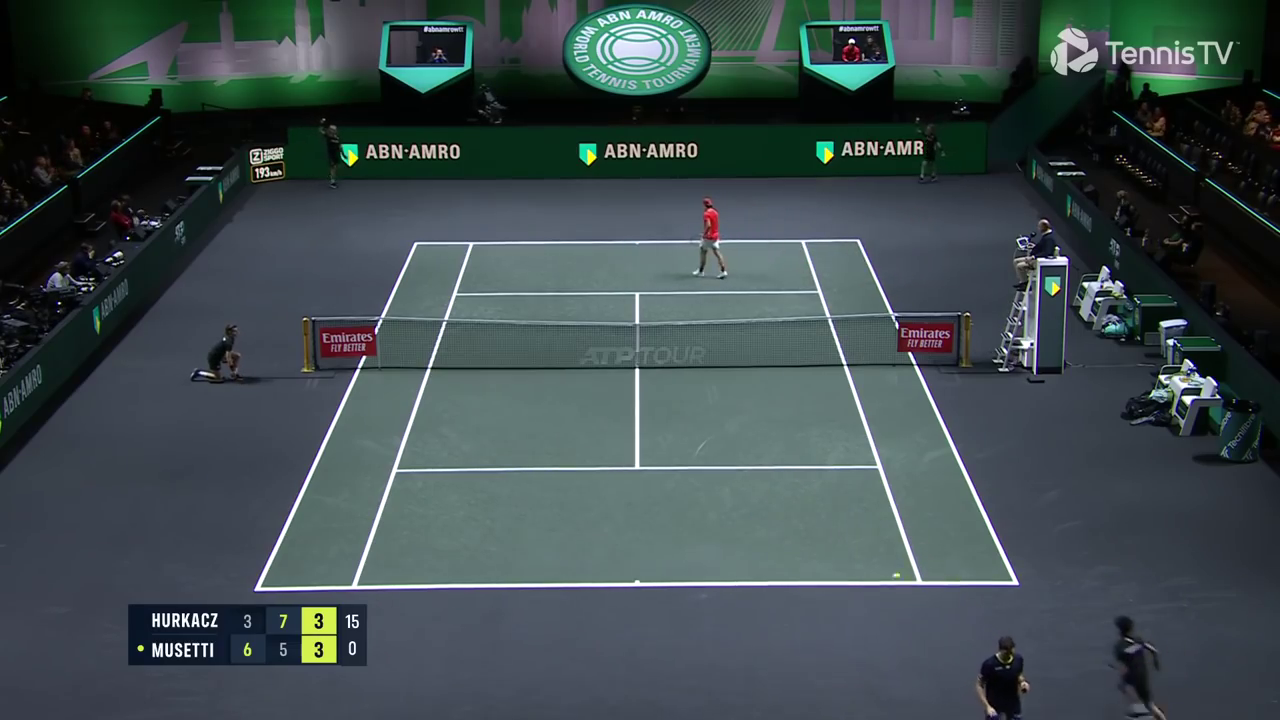 #abnamrowtt
ABN AMRO
WORLD TENNIS TOURNAMENT
#abnamrowtt
TennisTV
ABN·AMRO
ABN·AMRO
ABN·AMR
ZIGGO
SPORT
193 km/h
ABN·AMRO
ABN·AMRO
Emirates
FLY BETTER
ATP TOUR
Emirates
FLY BETTER
HURKACZ 3 7 3 15
MUSETTI 6 5 3 0